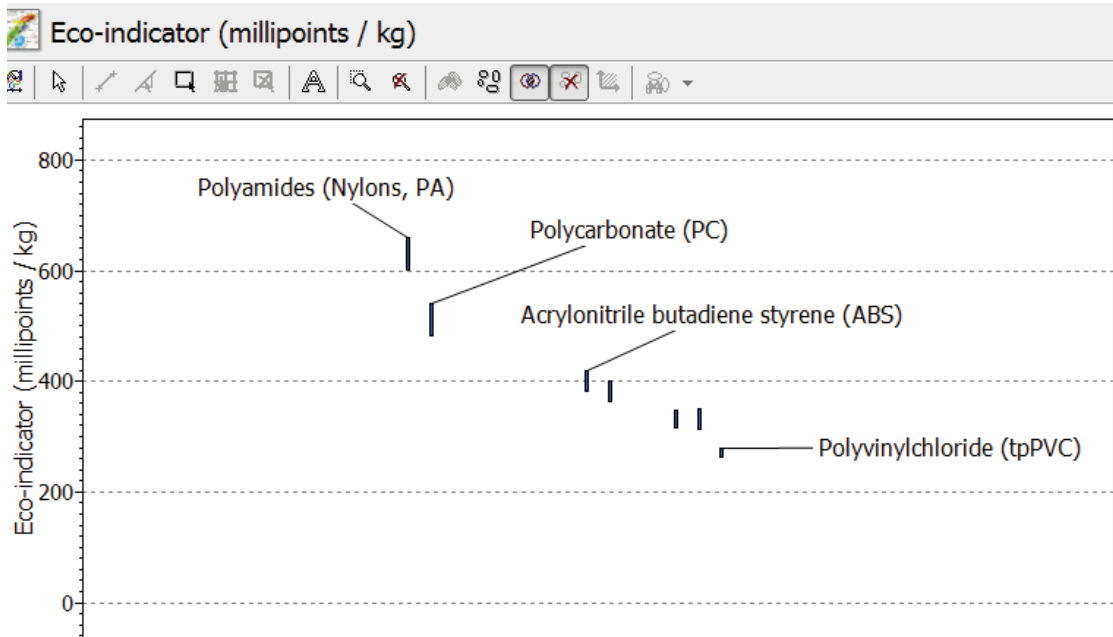 Eco-indicator (millipoints / kg)
A
800
Polyamides (Nylons, PA)
Polycarbonate (PC)
600
Acrylonitrile butadiene styrene (ABS)
400
Polyvinylchloride (tpPVC)
200
0
Eco-indicator (millipoints / kg)